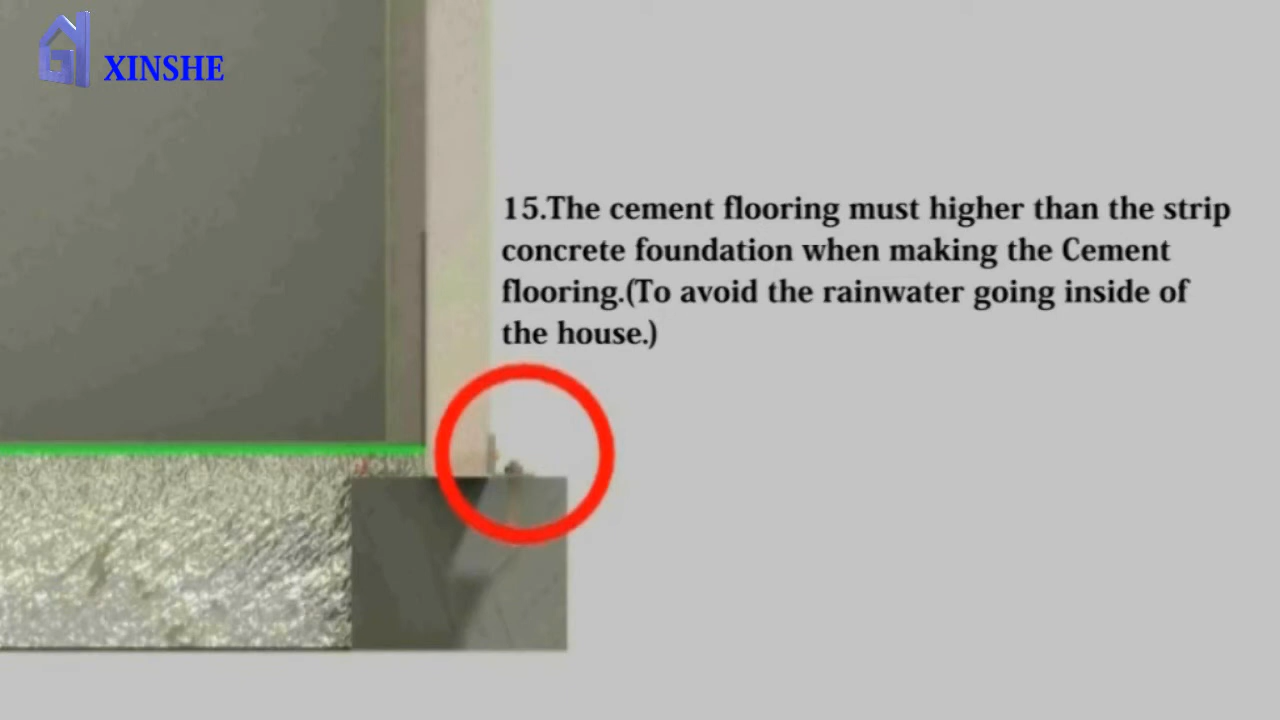 XINSHE
15.The cement flooring must higher than the strip
concrete foundation when making the Cement
flooring.(To avoid the rainwater going inside of
the house.)